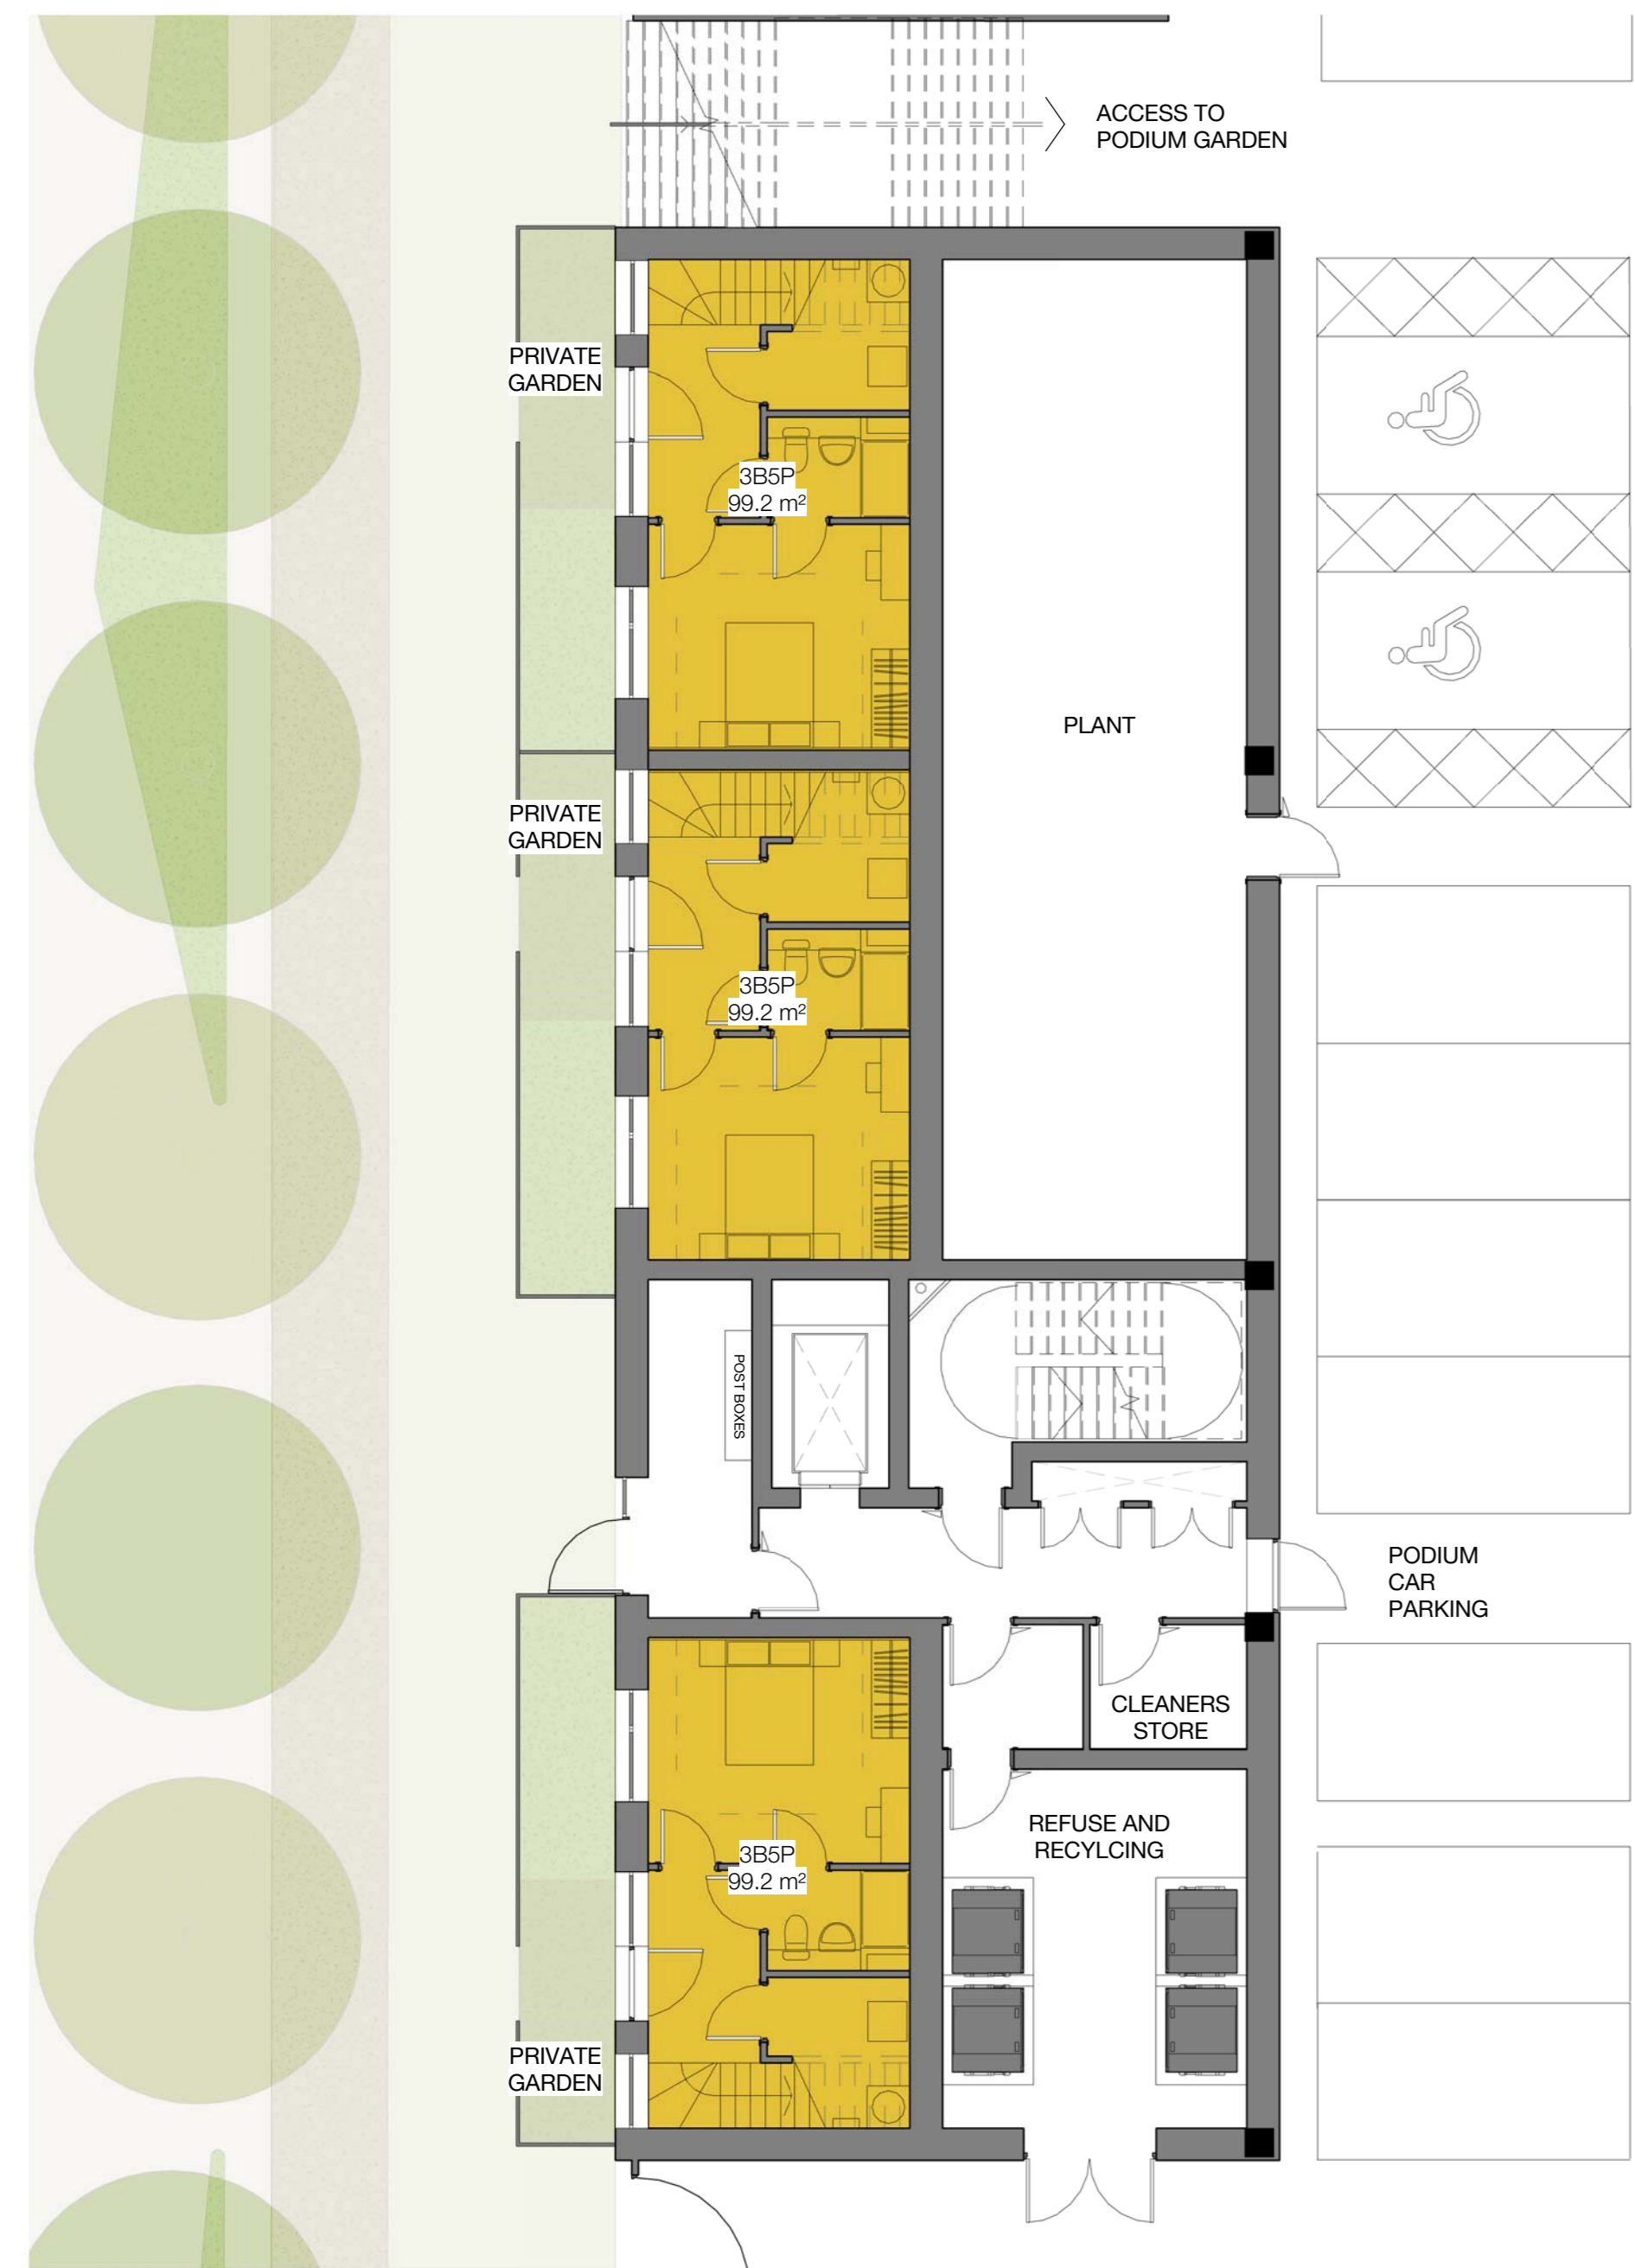 ACCESS TO
PODIUM GARDEN
PRIVATE
GARDEN
3B5P
99.2 m²
PLANT
PRIVATE
GARDEN
3B5P
99.2 m²
POST BOXES
PODIUM
CAR
PARKING
CLEANERS
STORE
REFUSE AND
RECYLCING
3B5P
99.2 m²
PRIVATE
GARDEN